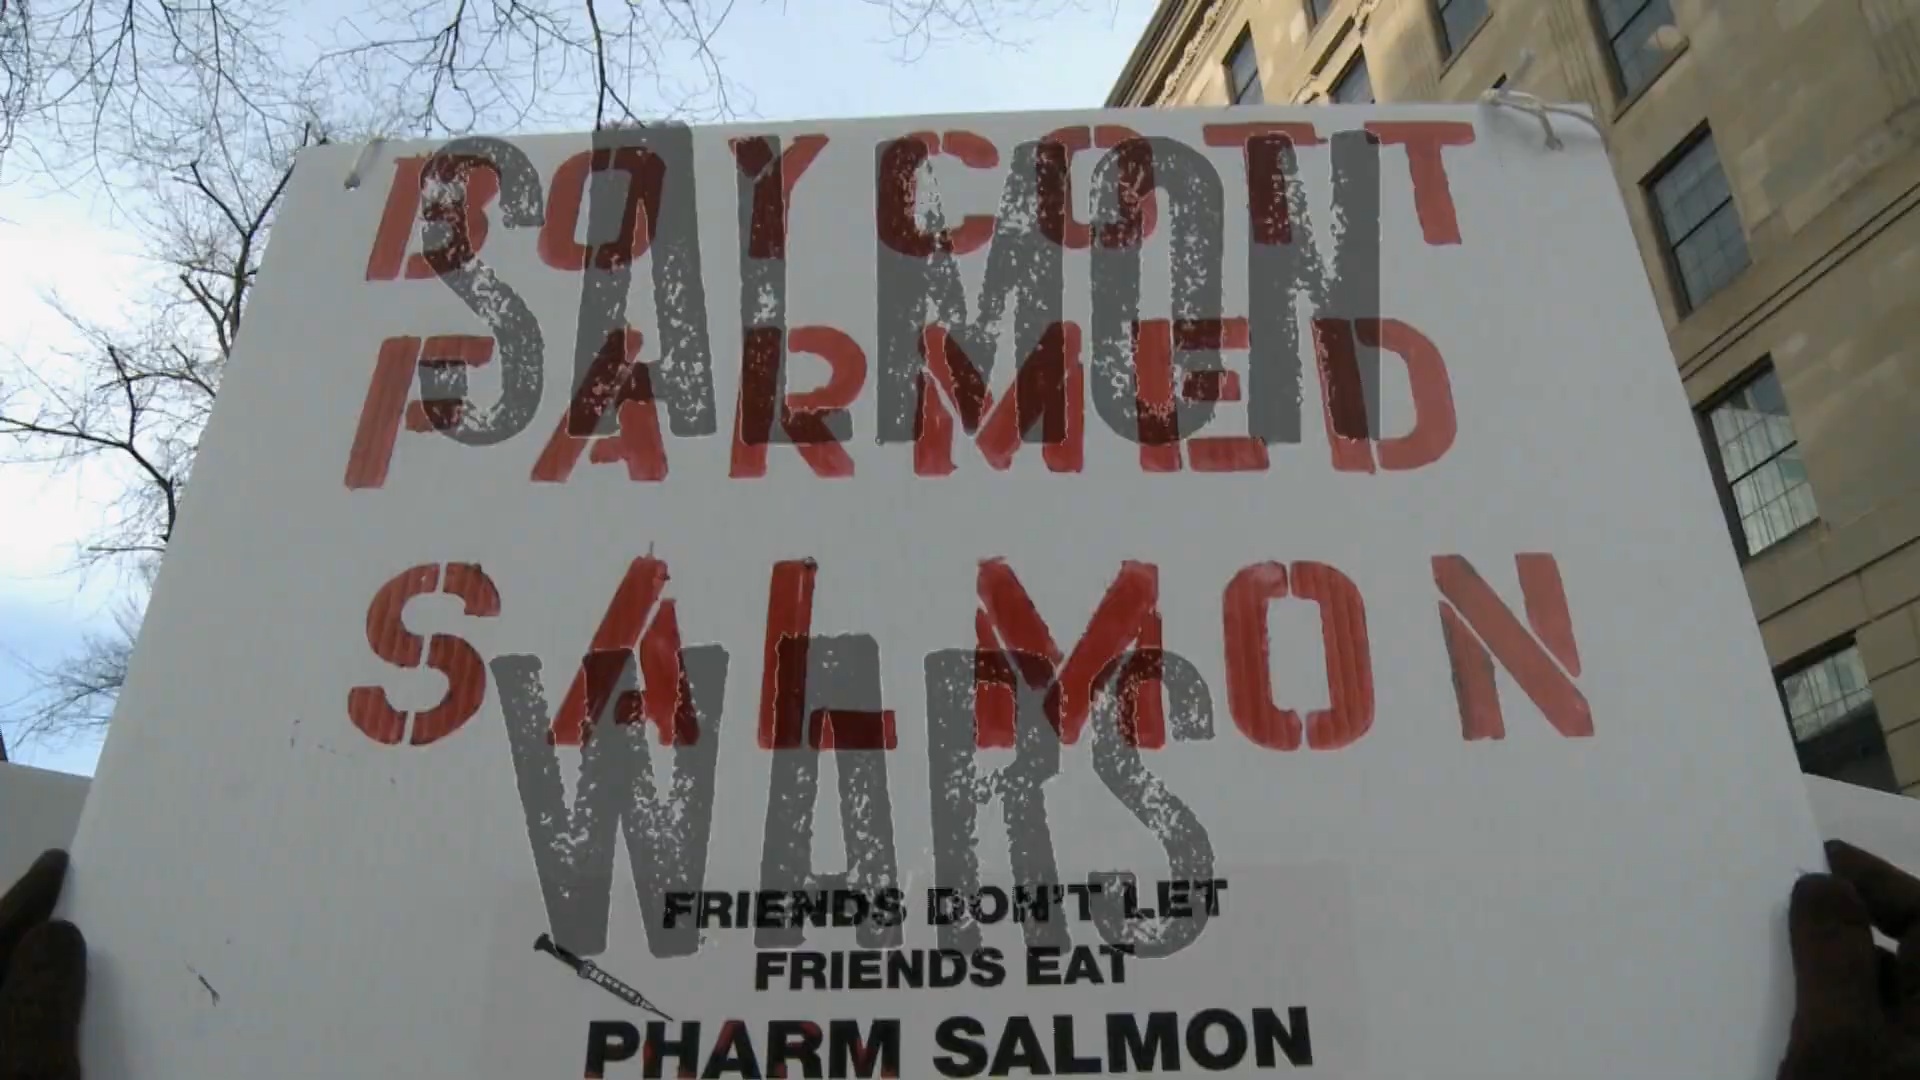 BOYCOTT
FARMED
SALMON
SALMON
WARS
FRIENDS DON'T LET
FRIENDS EAT
PHARM SALMON